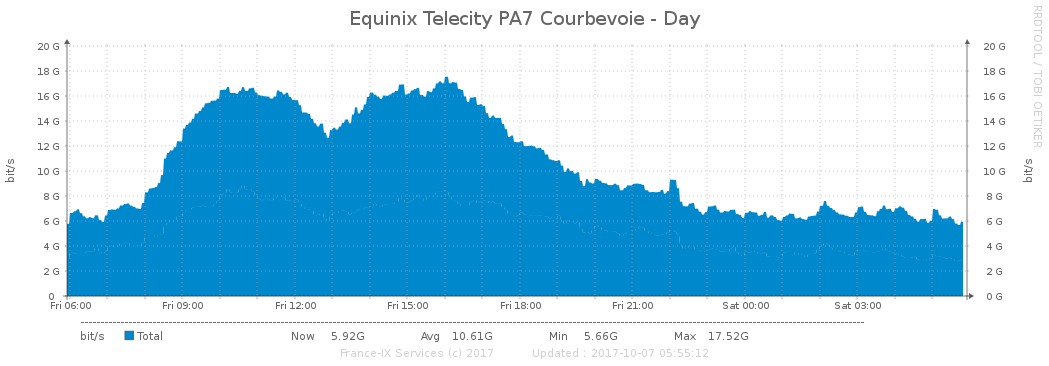 Equinix Telecity PA7 Courbevoie - Day
RRDTOOL / TOBI OETIKER
bit/s
bit/s
20 G 20 G
18 G 18 G
16 G 16 G
14 G 14 G
12 G 12 G
10 G 10 G
8 G 8 G
6 G 6 G
4 G 4 G
2 G 2 G
0 0 G
Fri 06:00 Fri 09:00 Fri 12:00 Fri 15:00 Fri 18:00 Fri 21:00 Sat 00:00 Sat 03:00
bit/s Total Now 5.92G Avg 10.61G Min 5.66G Max 17.52G
France-IX Services (c) 2017 Updated : 2017-10-07 05:55:12